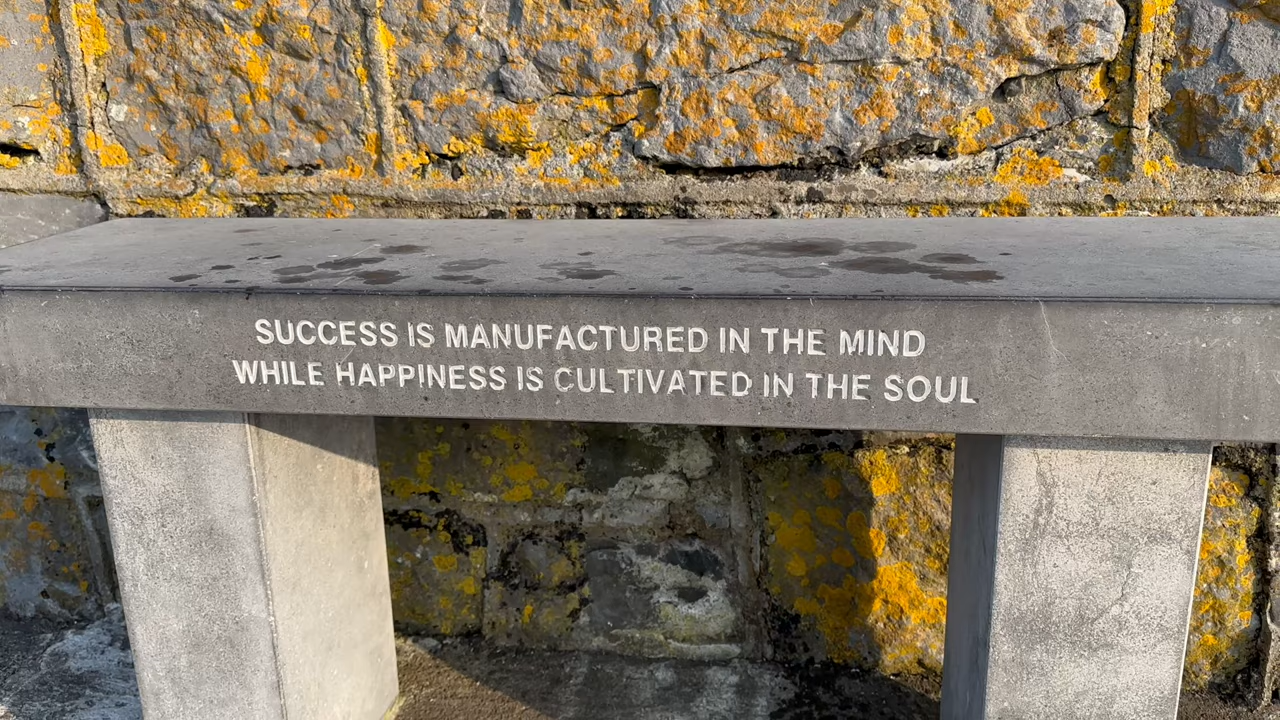 SUCCESS IS MANUFACTURED IN THE MIND
WHILE HAPPINESS IS CULTIVATED IN THE SOUL